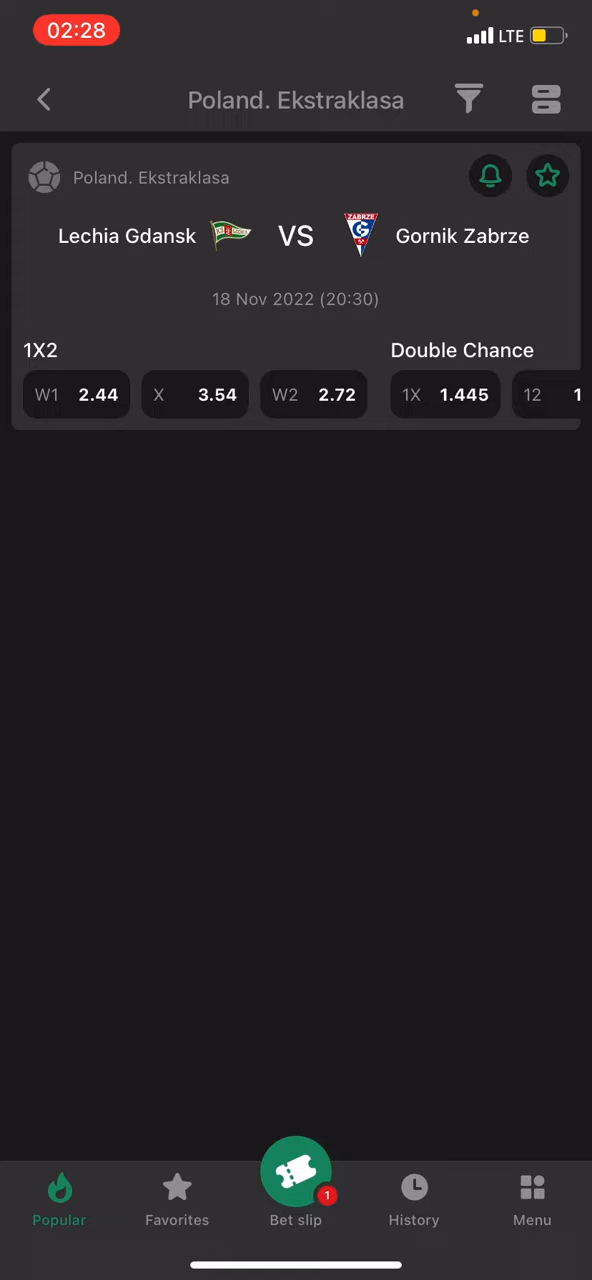 02:28
LTE
Poland. Ekstraklasa
Poland. Ekstraklasa
Lechia Gdansk VS ZABRZE Gornik Zabrze
18 Nov 2022 (20:30)
1X2 Double Chance
W1 2.44 X 3.54 W2 2.72 1X 1.445 12 1
1
Popular Favorites Bet slip History Menu